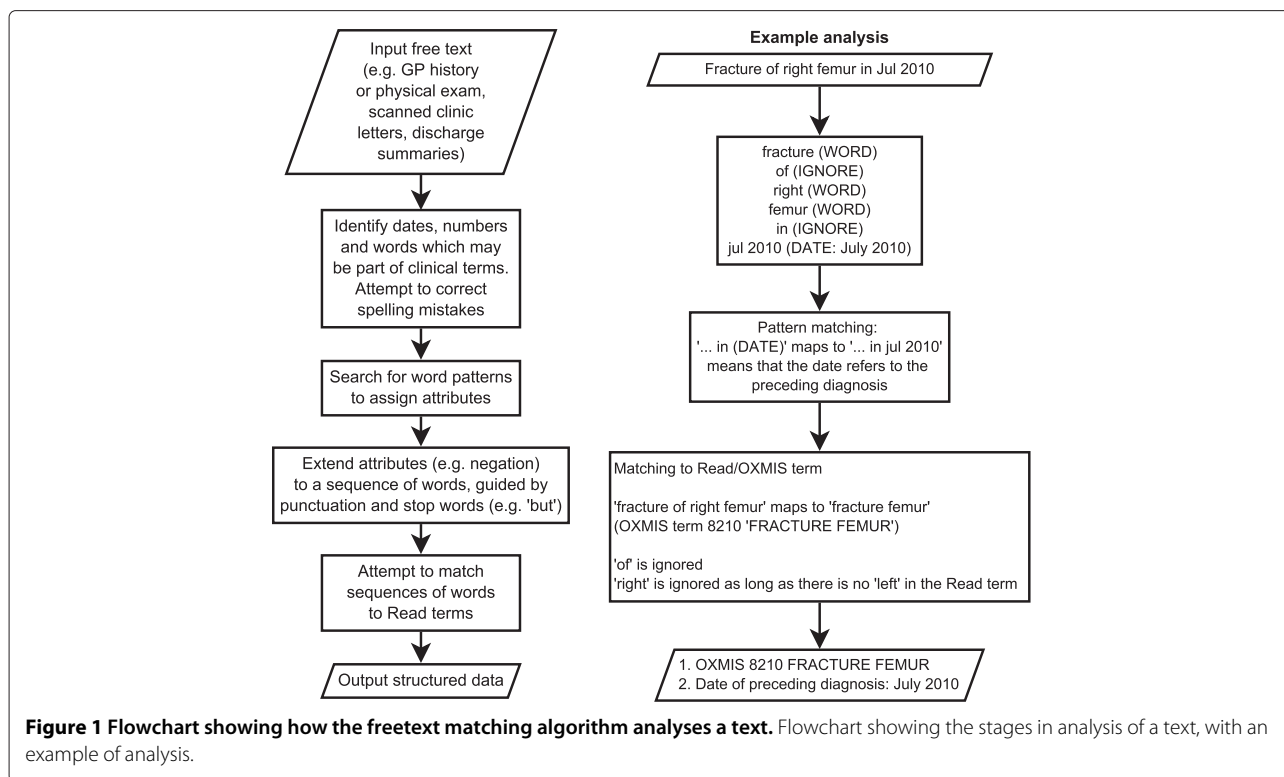 Input free text
(e.g. GP history
or physical exam,
scanned clinic
letters, discharge
summaries)
Identify dates, numbers
and words which may
be part of clinical terms.
Attempt to correct
spelling mistakes
Search for word patterns
to assign attributes
Extend attributes (e.g. negation)
to a sequence of words, guided by
punctuation and stop words (e.g. 'but')
Attempt to match
sequences of words
to Read terms
Output structured data
Example analysis
Fracture of right femur in Jul 2010
fracture (WORD)
of (IGNORE)
right (WORD)
femur (WORD)
in (IGNORE)
jul 2010 (DATE: July 2010)
Pattern matching:
'... in (DATE)' maps to '... in jul 2010'
means that the date refers to the
preceding diagnosis
Matching to Read/OXMIS term
'fracture of right femur' maps to 'fracture femur'
(OXMIS term 8210 'FRACTURE FEMUR')
'of' is ignored
'right' is ignored as long as there is no 'left' in the Read term
1. OXMIS 8210 FRACTURE FEMUR
2. Date of preceding diagnosis: July 2010
Figure 1 Flowchart showing how the freetext matching algorithm analyses a text. Flowchart showing the stages in analysis of a text, with an
example of analysis.